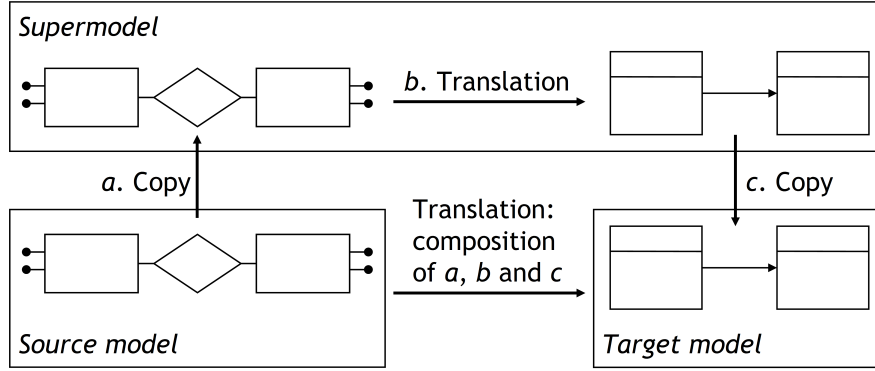 Supermodel
b. Translation
a. Copy
c. Copy
Translation:
composition
of a, b and c
Source model
Target model